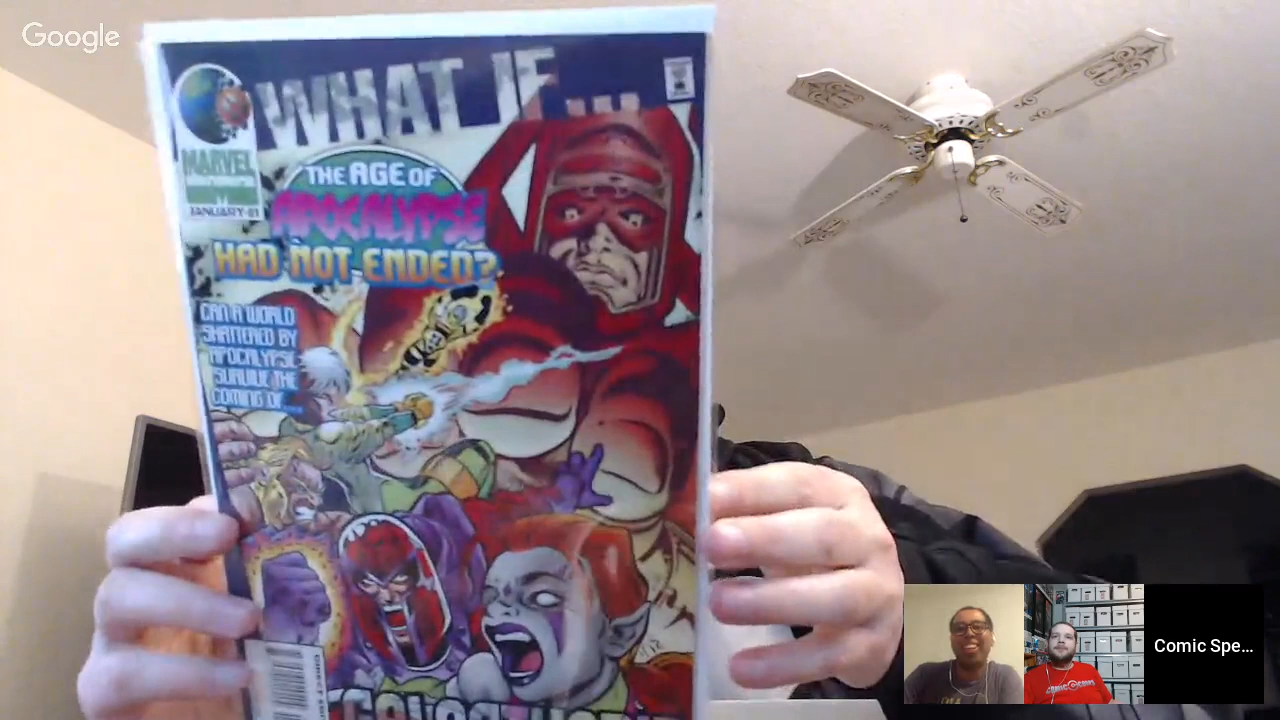 Google
WHAT IF...
MARVEL
JANUARY-81
THE AGE OF
APOCALYPSE
HAD NOT ENDED?
CAN A WORLD
SHATTERED BY
APOCALYPSE
SURVIVE THE
COMING OF...
Comic Spe...